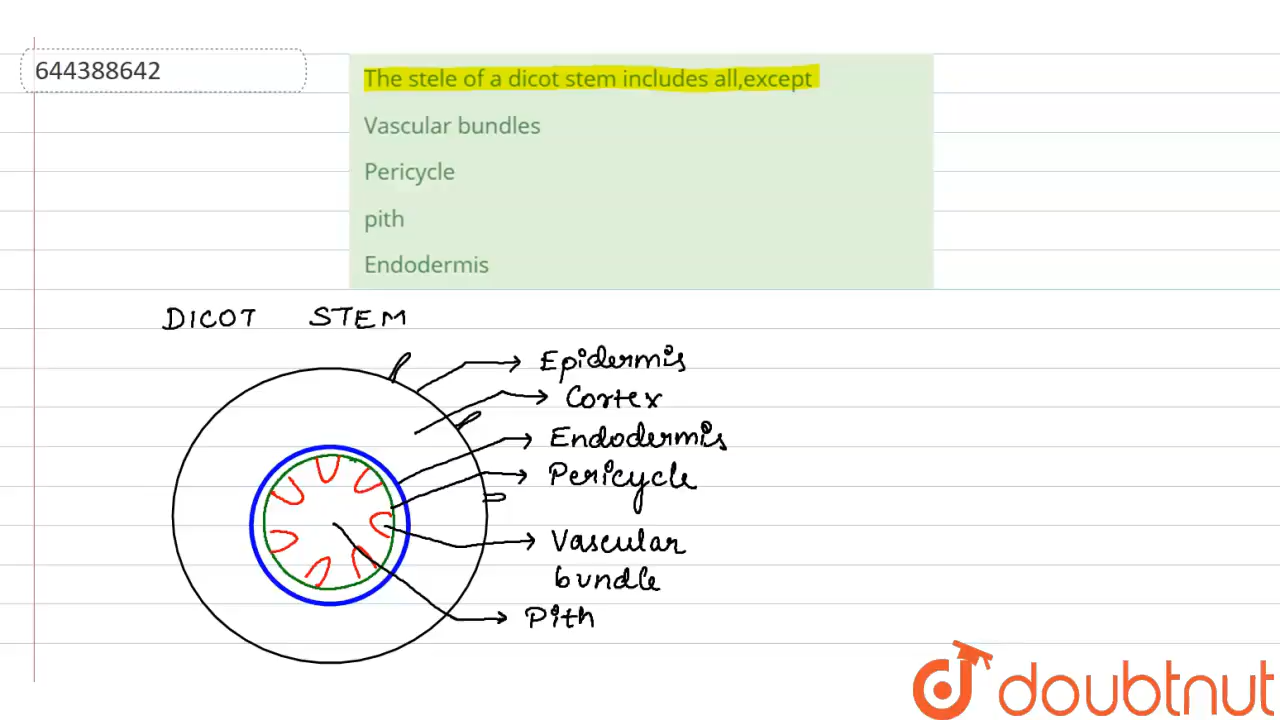 644388642
The stele of a dicot stem includes all,except
Vascular bundles
Pericycle
pith
Endodermis
DICOT STEM
Epidermis
Cortex
Endodermis
Pericycle
Vascular
bundle
Pith
doubtnut